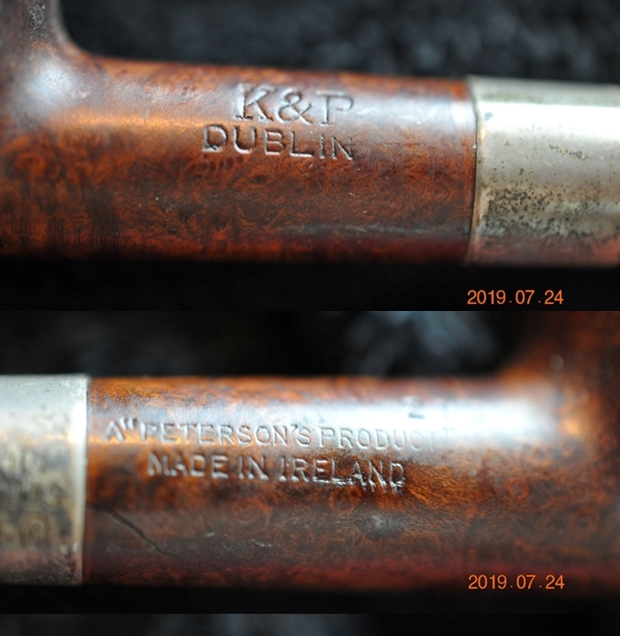 K&P
DUBLIN
2019.07.24
A "PETERSON'S PRODUCT"
MADE IN IRELAND
2019.07.24